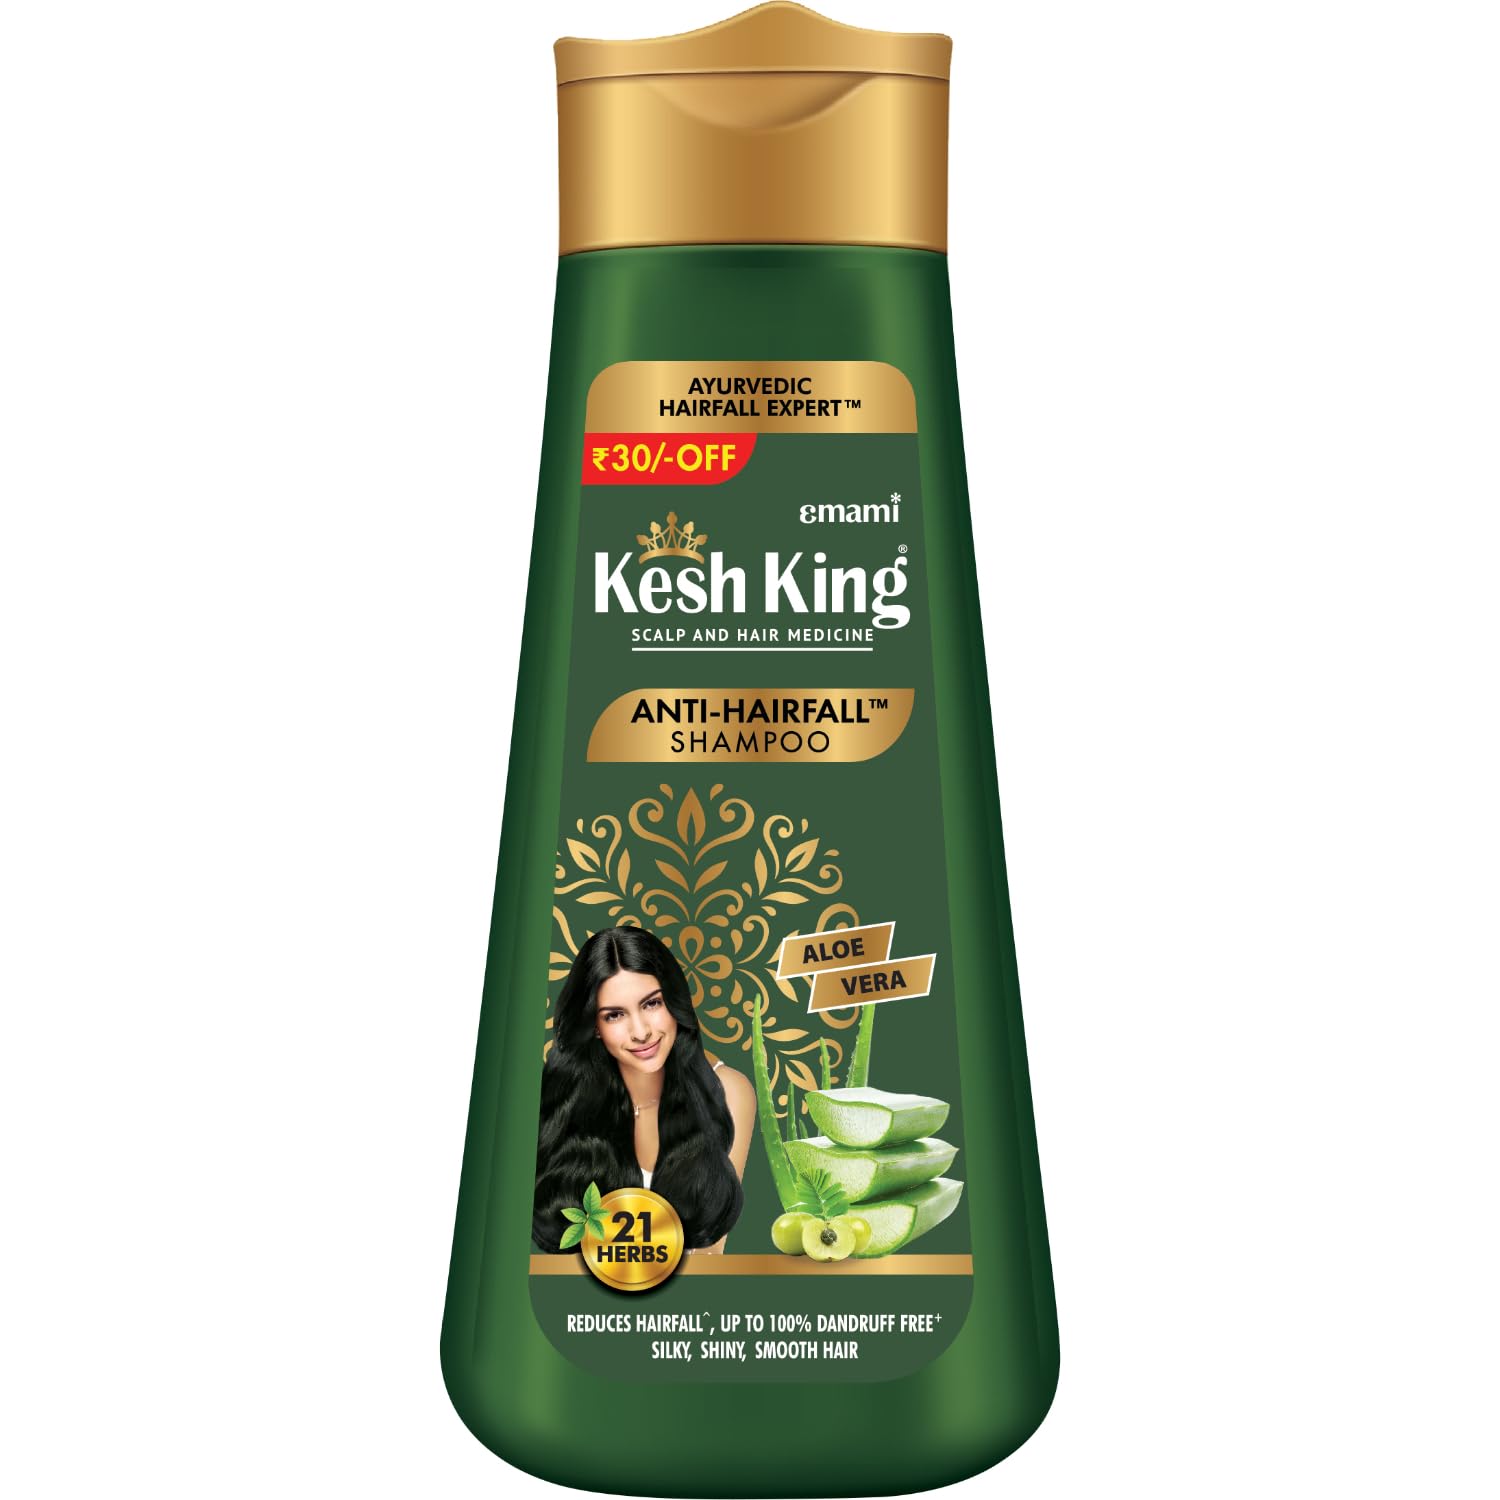 AYURVEDIC
HAIRFALL EXPERT™
₹30/-OFF
emami*
Kesh King®
SCALP AND HAIR MEDICINE
ANTI-HAIRFALL™
SHAMPOO
ALOE
VERA
21
HERBS
REDUCES HAIRFALL^, UP TO 100% DANDRUFF FREE+
SILKY, SHINY, SMOOTH HAIR